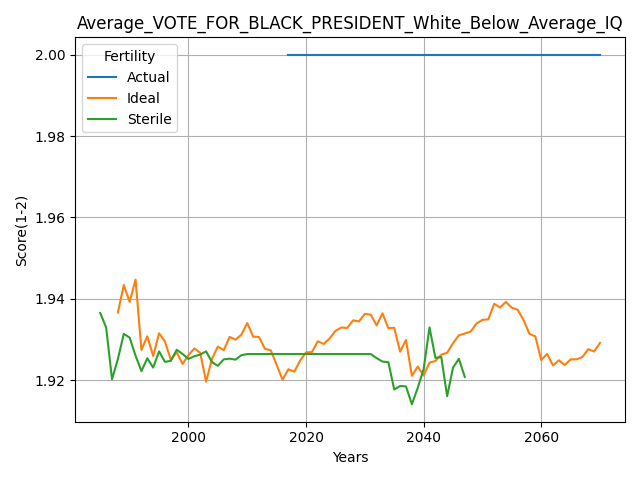 Average_VOTE_FOR_BLACK_PRESIDENT_White_Below_Average_IQ
Fertility
Actual
Ideal
Sterile
Score(1-2)
2.00
1.98
1.96
1.94
1.92
2000
2020
2040
2060
Years